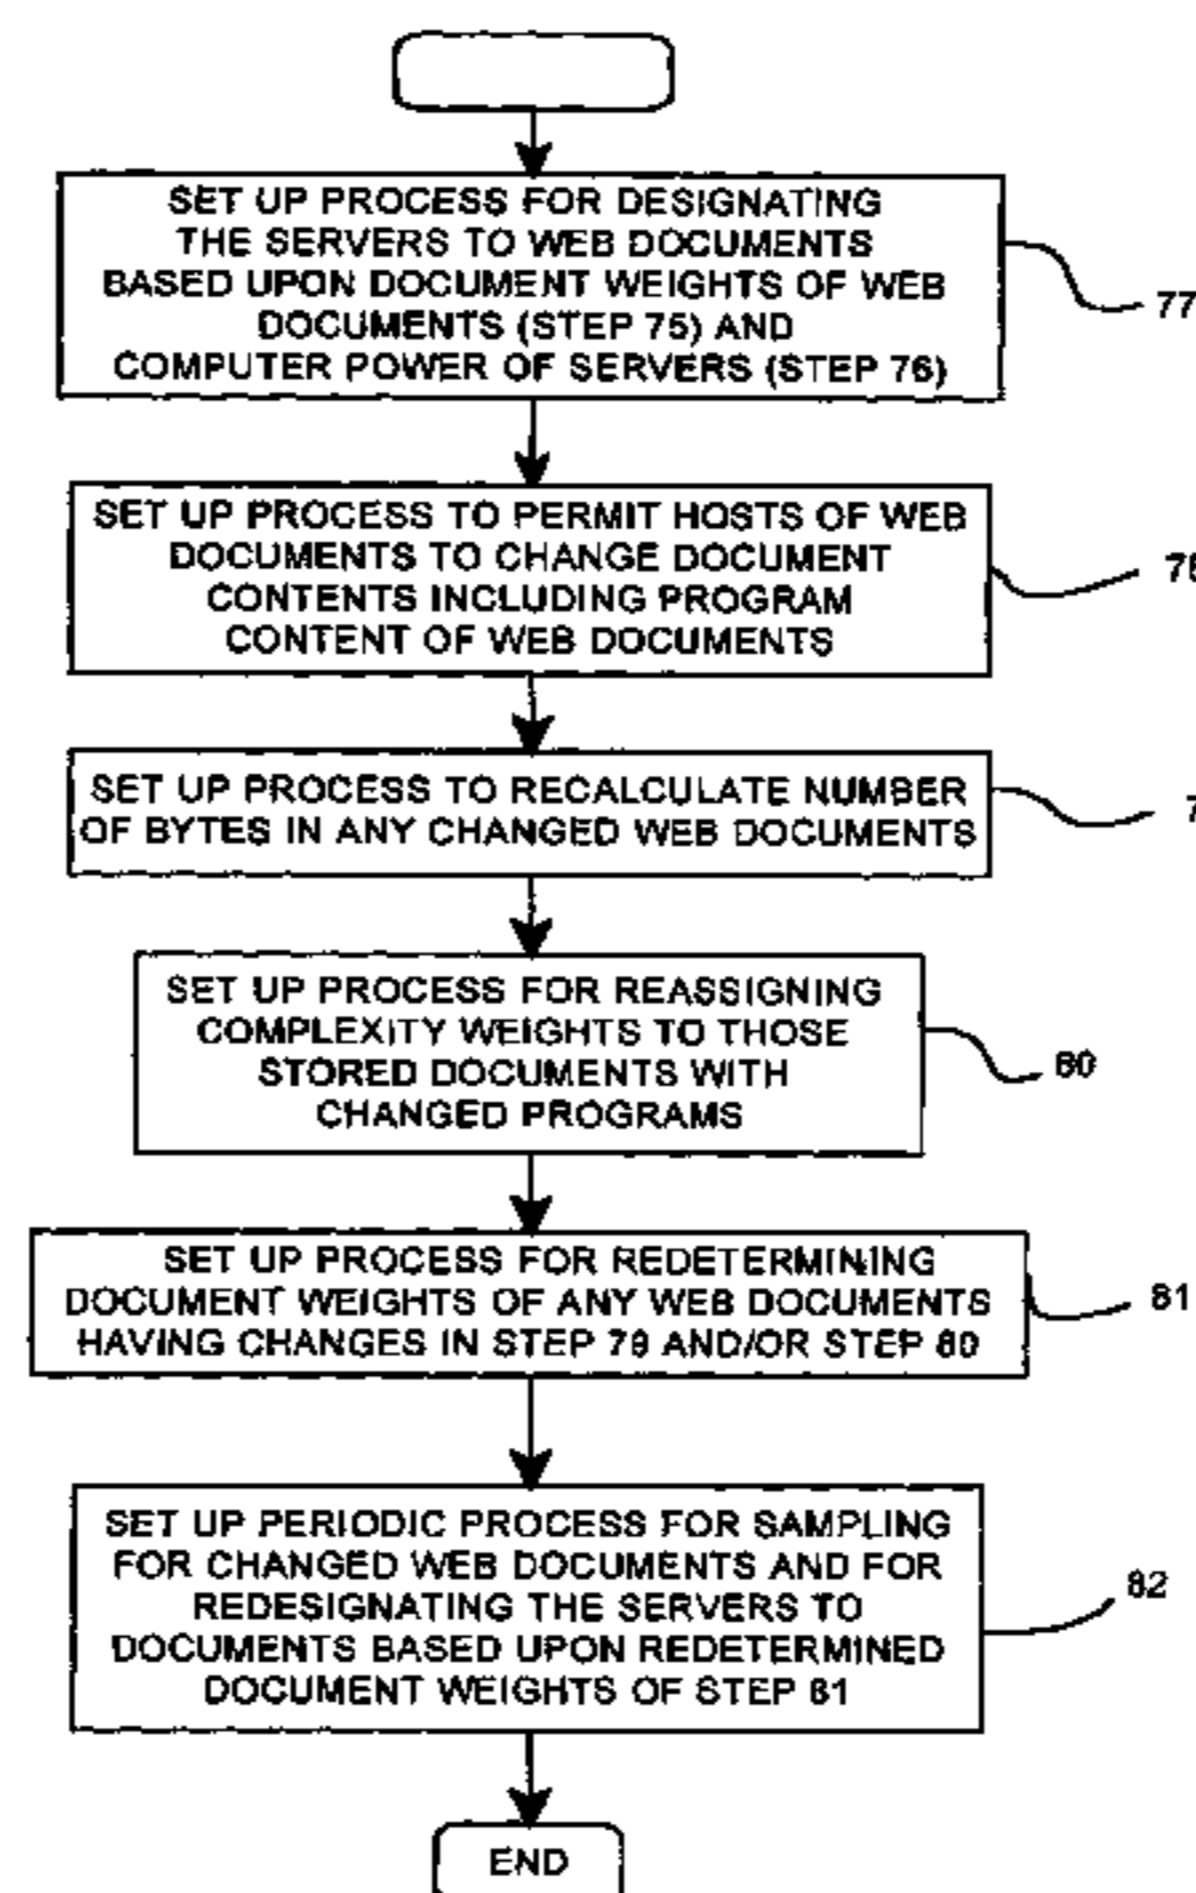 SET UP PROCESS FOR DESIGNATING
THE SERVERS TO WEB DOCUMENTS
BASED UPON DOCUMENT WEIGHTS OF WEB
DOCUMENTS (STEP 75) AND
COMPUTER POWER OF SERVERS (STEP 76)
77
SET UP PROCESS TO PERMIT HOSTS OF WEB
DOCUMENTS TO CHANGE DOCUMENT
CONTENTS INCLUDING PROGRAM
CONTENT OF WEB DOCUMENTS
SET UP PROCESS TO RECALCULATE NUMBER
OF BYTES IN ANY CHANGED WEB DOCUMENTS
SET UP PROCESS FOR REASSIGNING
COMPLEXITY WEIGHTS TO THOSE
STORED DOCUMENTS WITH
CHANGED PROGRAMS
80
SET UP PROCESS FOR REDETERMINING
DOCUMENT WEIGHTS OF ANY WEB DOCUMENTS
HAVING CHANGES IN STEP 79 AND/OR STEP 80
81
SET UP PERIODIC PROCESS FOR SAMPLING
FOR CHANGED WEB DOCUMENTS AND FOR
REDESIGNATING THE SERVERS TO
DOCUMENTS BASED UPON REDETERMINED
DOCUMENT WEIGHTS OF STEP 81
82
END